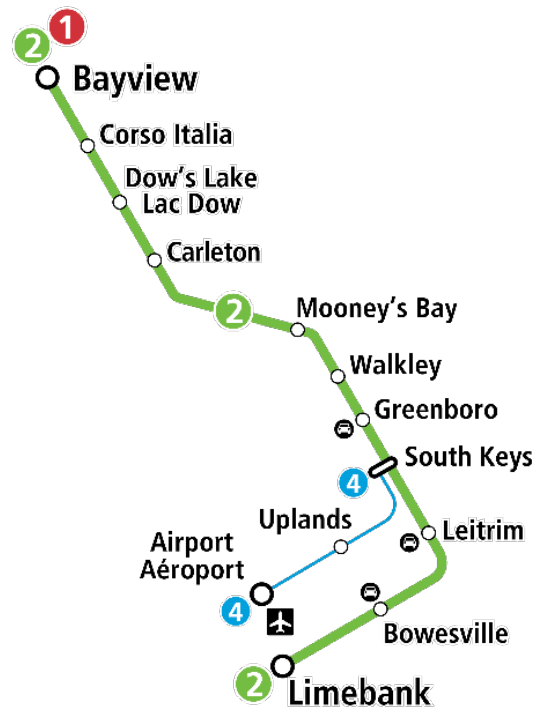 1
2
Bayview
Corso Italia
Dow's Lake
Lac Dow
Carleton
2
Mooney's Bay
Walkley
Greenboro
South Keys
4
Uplands
Leitrim
Airport
Aéroport
4
Bowesville
2
Limebank